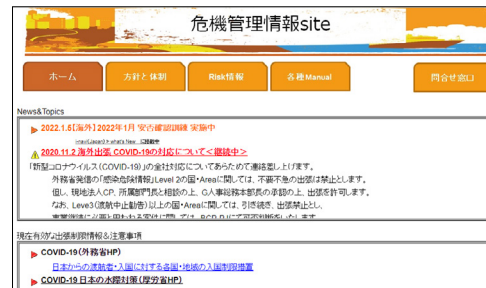 危機管理情報site
ホーム
方針と体制
Risk情報
各種Manual
問合せ窓口
News&Topics
2022.1.6【海外】2022年1月 安否確認訓練 実施中
2020.11.2 海外出張 COVID-19の対応について<継続中>
「新型コロナウイルス(COVID-19)」の全社対応についてあらためて連絡差し上げます。
外務省発信の「感染危険情報」Level 2の国・Areaに関しては、不要不急の出張は禁止とします。
但し、現地法人CP、所属部門長と相談の上、G人事総務本部長の承認の上、出張を許可します。
なお、Leve3(渡航中止勧告)以上の国・Areaに関しては、引き続き、出張禁止とし、
現在有効な出張制限情報&注意事項
COVID-19(外務省HP)
日本からの渡航者・入国に対する各国・地域の入国制限措置
COVID-19 日本の水際対策(厚労省HP)